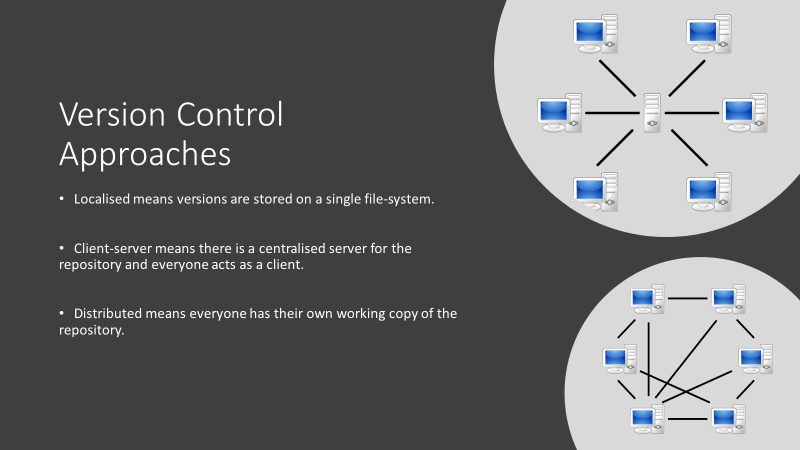 Version Control
Approaches
• Localised means versions are stored on a single file-system.
• Client-server means there is a centralised server for the
repository and everyone acts as a client.
• Distributed means everyone has their own working copy of the
repository.